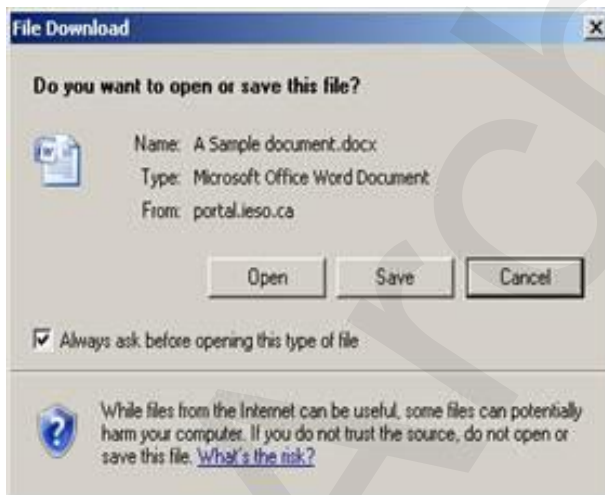 File Download
Do you want to open or save this file?
Name: A Sample document.docx
Type: Microsoft Office Word Document
From: portal.ieso.ca
Open Save Cancel
Always ask before opening this type of file
While files from the Internet can be useful, some files can potentially
harm your computer. If you do not trust the source, do not open or
save this file. What's the risk?